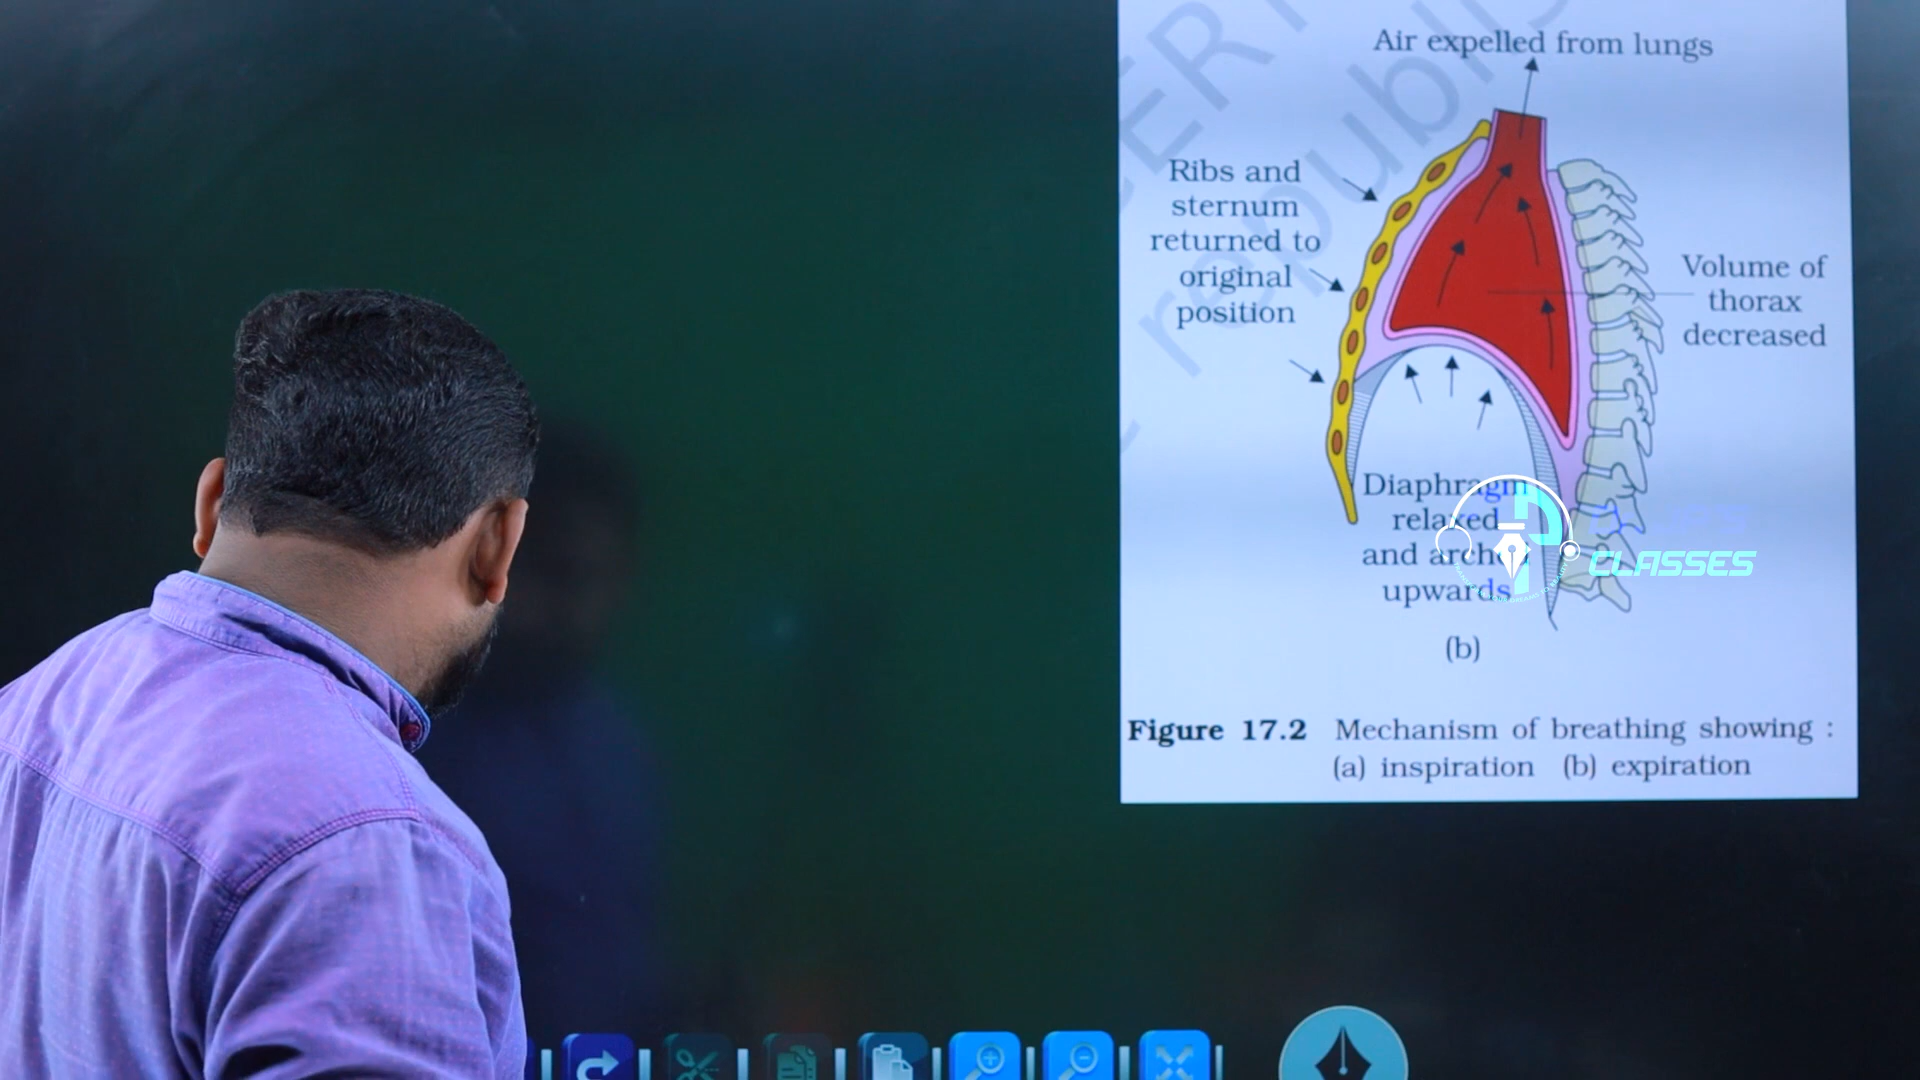 Air expelled from lungs
Ribs and
sternum
returned to
original
position
Volume of
thorax
decreased
Diaphragm
relaxed
and arched
upwards
(b)
Figure 17.2 Mechanism of breathing showing :
(a) inspiration (b) expiration
CLASSES